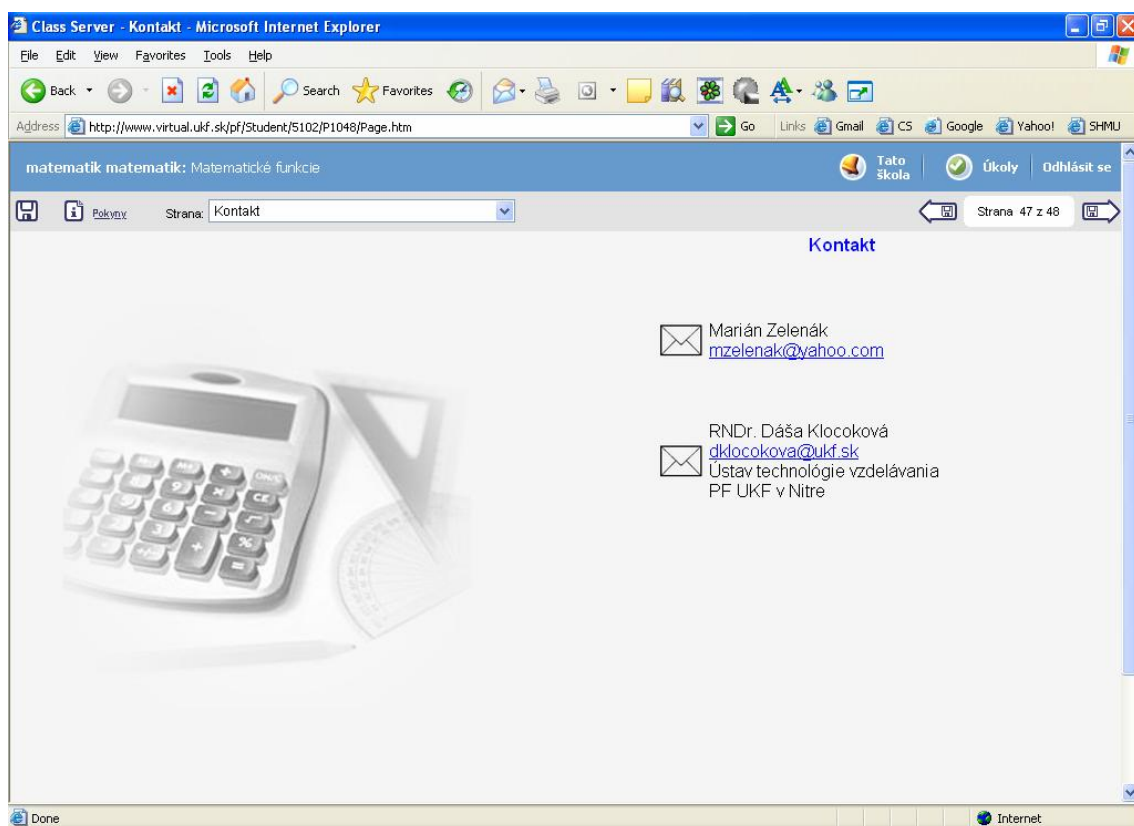 Class Server - Kontakt - Microsoft Internet Explorer
File Edit View Favorites Tools Help
Back Search Favorites
Address http://www.virtual.ukf.sk/pf/Student/5102/P1048/Page.htm Go Links Gmail CS Google Yahoo! SHMU
matematik matematik: Matematické funkcie Tato škola Úkoly Odhlásit se
Pokyny Strana: Kontakt Strana 47 z 48
Kontakt
Marián Zelenák
mzelenak@yahoo.com
RNDr. Dáša Klocoková
dklocokova@ukf.sk
Ústav technológie vzdelávania
PF UKF v Nitre
Done Internet